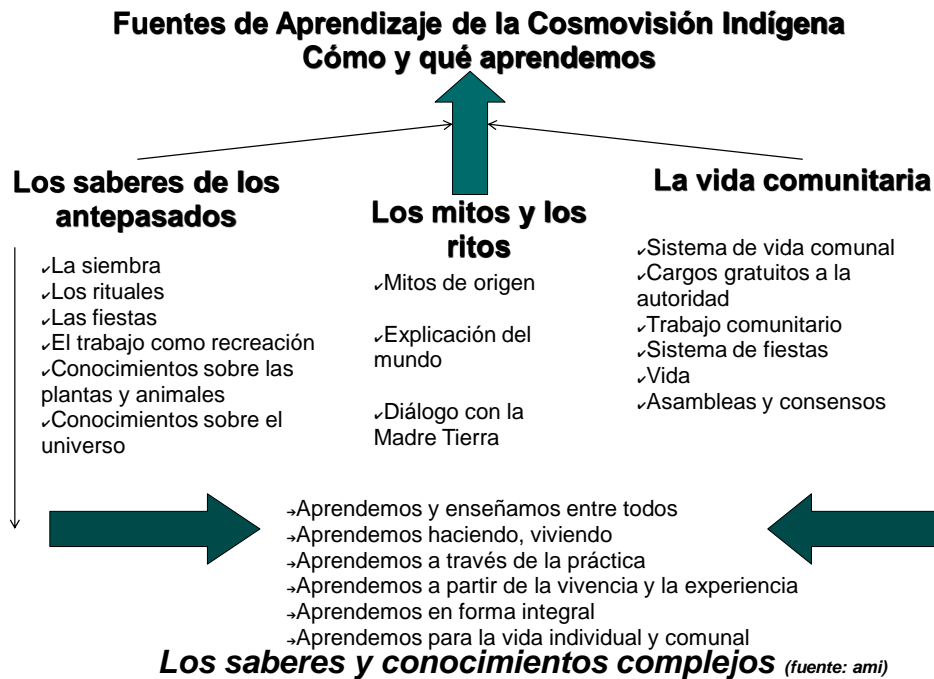 Fuentes de Aprendizaje de la Cosmovisión Indígena
Cómo y qué aprendemos
Los saberes de los
antepasados
✔La siembra
✔Los rituales
✔Las fiestas
✔El trabajo como recreación
✔Conocimientos sobre las
plantas y animales
✔Conocimientos sobre el
universo
Los mitos y los
ritos
✔Mitos de origen
✔Explicación del
mundo
✔Diálogo con la
Madre Tierra
La vida comunitaria
✔Sistema de vida comunal
✔Cargos gratuitos a la
autoridad
✔Trabajo comunitario
✔Sistema de fiestas
✔Vida
✔Asambleas y consensos
→Aprendemos y enseñamos entre todos
→Aprendemos haciendo, viviendo
→Aprendemos a través de la práctica
→Aprendemos a partir de la vivencia y la experiencia
→Aprendemos en forma integral
→Aprendemos para la vida individual y comunal
Los saberes y conocimientos complejos (fuente: ami)